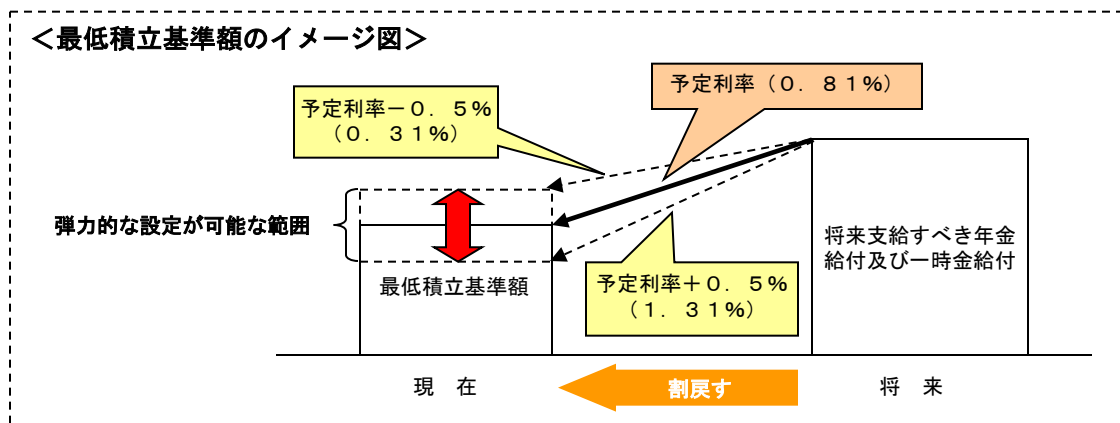 ＜最低積立基準額のイメージ図＞
予定利率（０．８１%）
予定利率－０．５%
（０．３１%）
弾力的な設定が可能な範囲
将来支給すべき年金
給付及び一時金給付
最低積立基準額
予定利率＋０．５%
（１．３１%）
現　在
割戻す
将　来